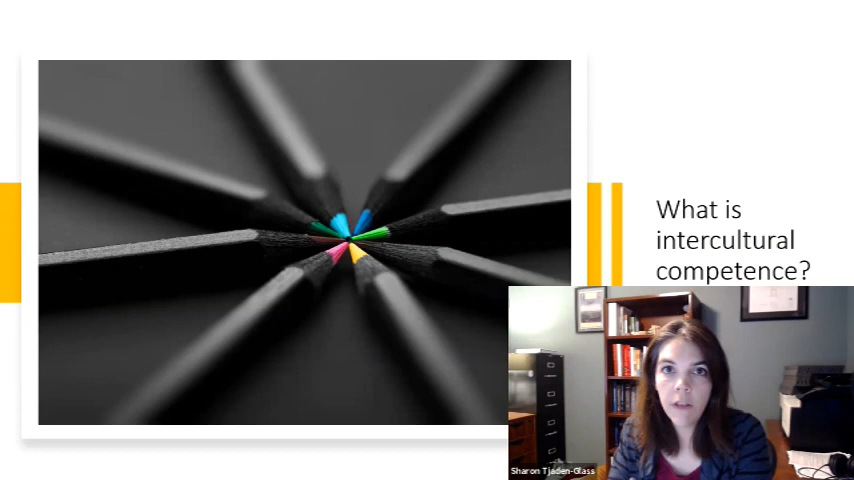 What is
intercultural
competence?
Sharon Tjaden-Glass